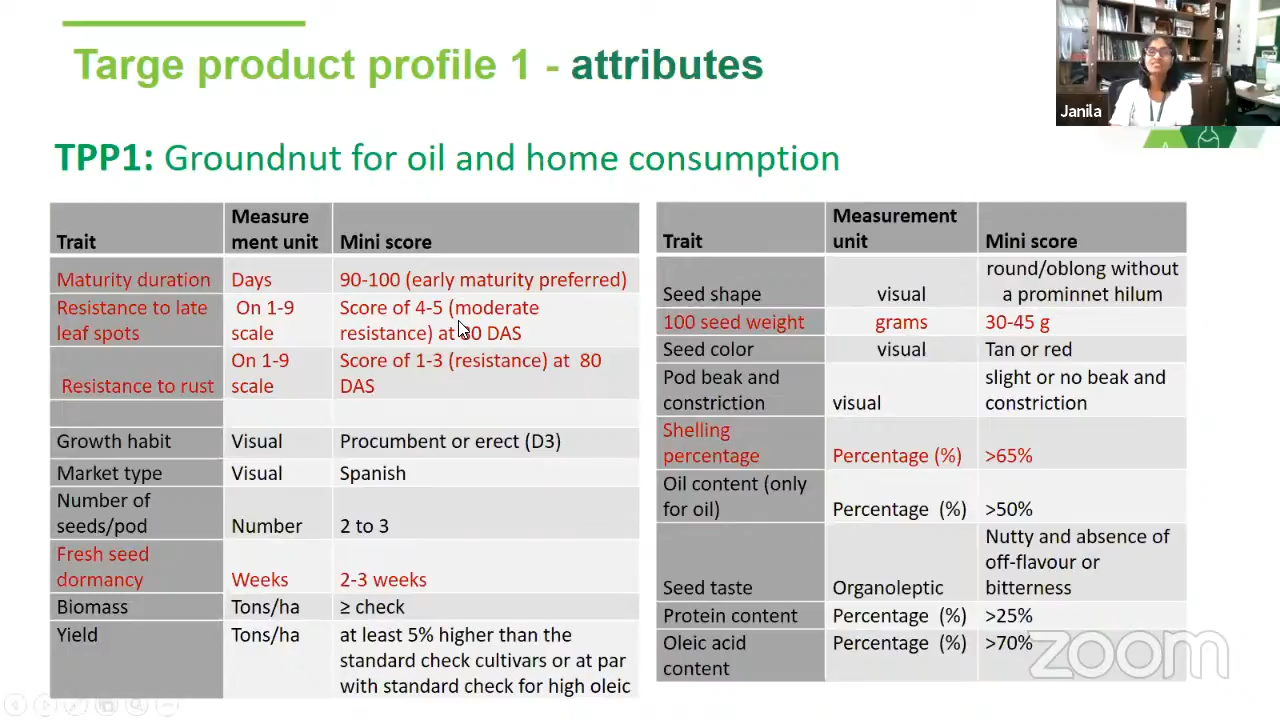 Targe product profile 1 - attributes
Janila
TPP1: Groundnut for oil and home consumption
Trait
Measure
ment unit
Mini score
Maturity duration
Days
90-100 (early maturity preferred)
Resistance to late
leaf spots
On 1-9
scale
Score of 4-5 (moderate
resistance) at 80 DAS
Resistance to rust
On 1-9
scale
Score of 1-3 (resistance) at 80
DAS
Growth habit
Visual
Procumbent or erect (D3)
Market type
Visual
Spanish
Number of
seeds/pod
Number
2 to 3
Fresh seed
dormancy
Weeks
2-3 weeks
Biomass
Tons/ha
≥ check
Yield
Tons/ha
at least 5% higher than the
standard check cultivars or at par
with standard check for high oleic
Trait
Measurement
unit
Mini score
Seed shape
visual
round/oblong without
a prominnet hilum
100 seed weight
grams
30-45 g
Seed color
visual
Tan or red
Pod beak and
constriction
visual
slight or no beak and
constriction
Shelling
percentage
Percentage (%)
>65%
Oil content (only
for oil)
Percentage (%)
>50%
Seed taste
Organoleptic
Nutty and absence of
off-flavour or
bitterness
Protein content
Percentage (%)
>25%
Oleic acid
content
Percentage (%)
>70%
zoom